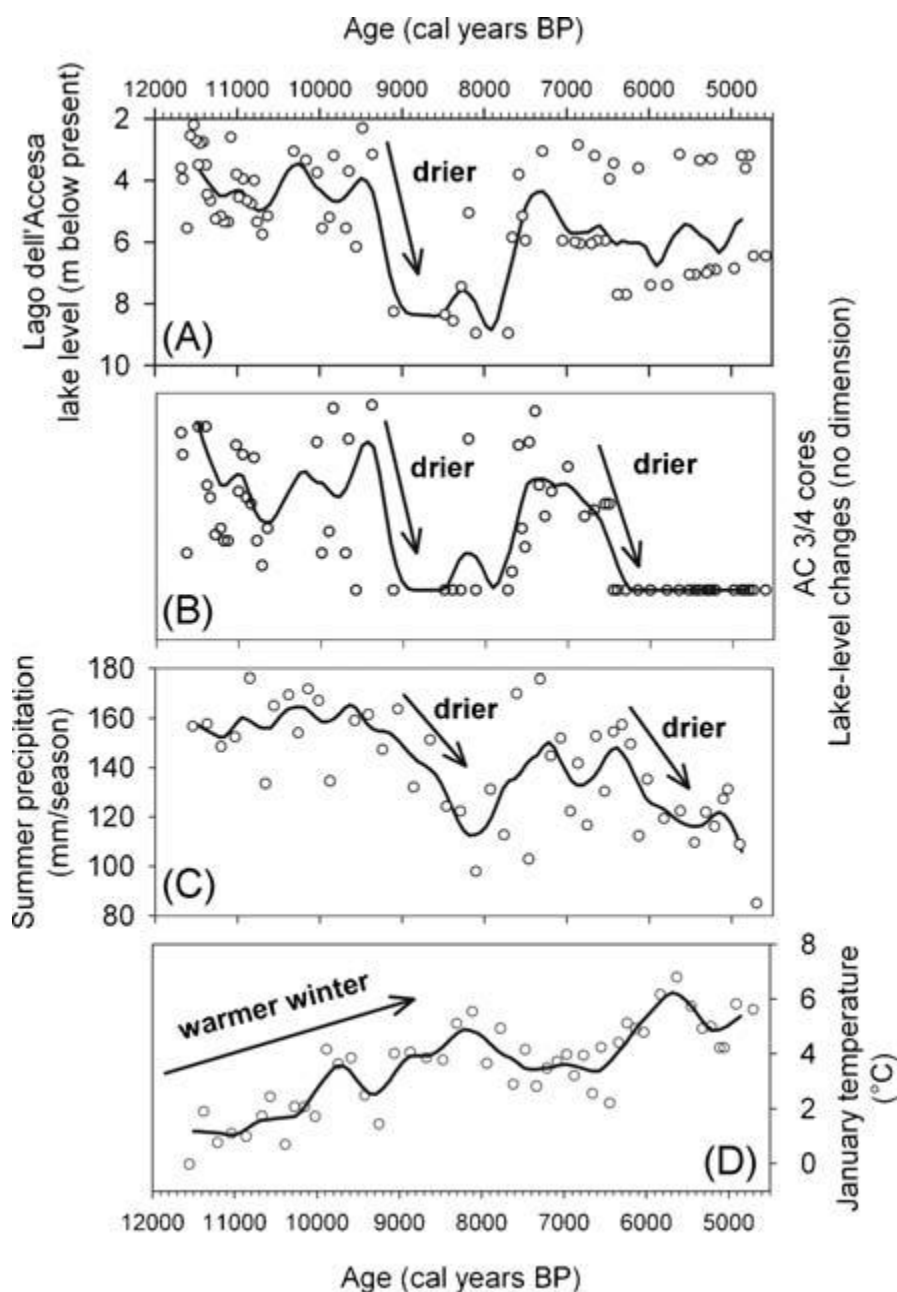 Age (cal years BP)
12000 11000 10000 9000 8000 7000 6000 5000
Lago dell'Accesa
lake level (m below present)
2
4
6
8
10
drier
(A)
drier
drier
(B)
AC 3/4 cores
Lake-level changes (no dimension)
Summer precipitation
(mm/season)
180
160
140
120
100
80
drier
drier
(C)
warmer winter
8
6
4
2
0
January temperature
(°C)
(D)
12000 11000 10000 9000 8000 7000 6000 5000
Age (cal years BP)